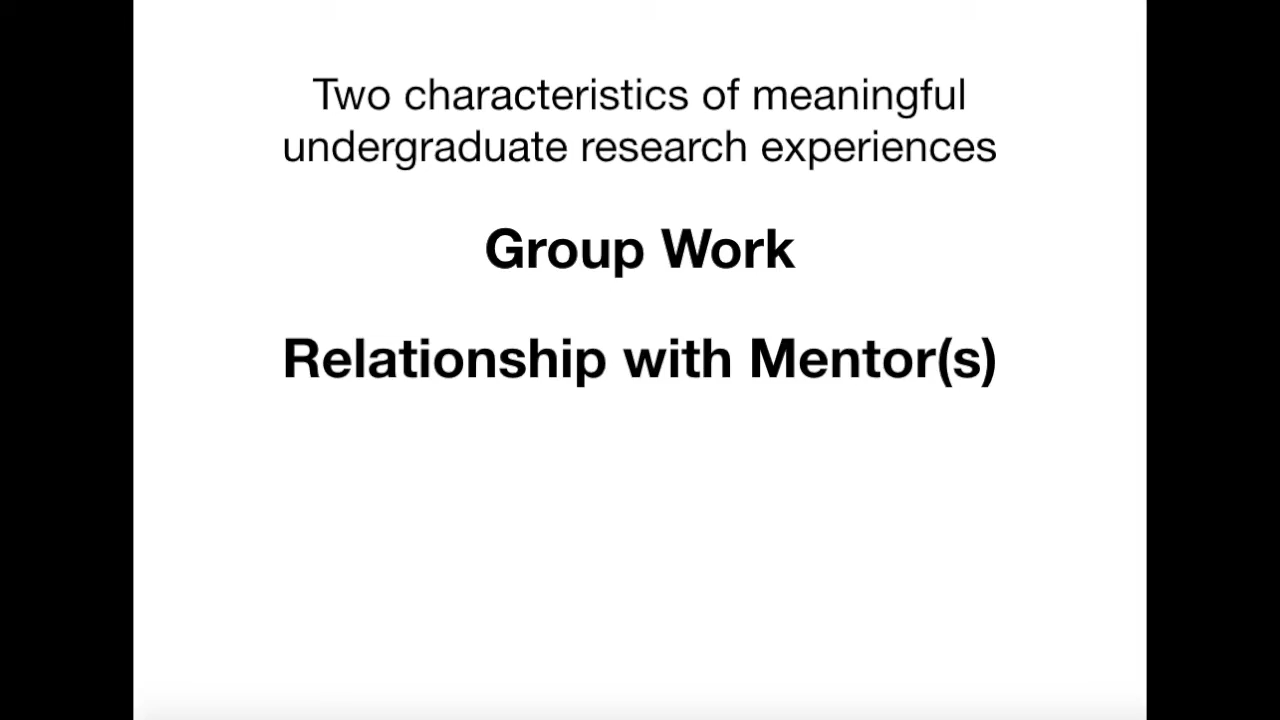 Two characteristics of meaningful
undergraduate research experiences
Group Work
Relationship with Mentor(s)